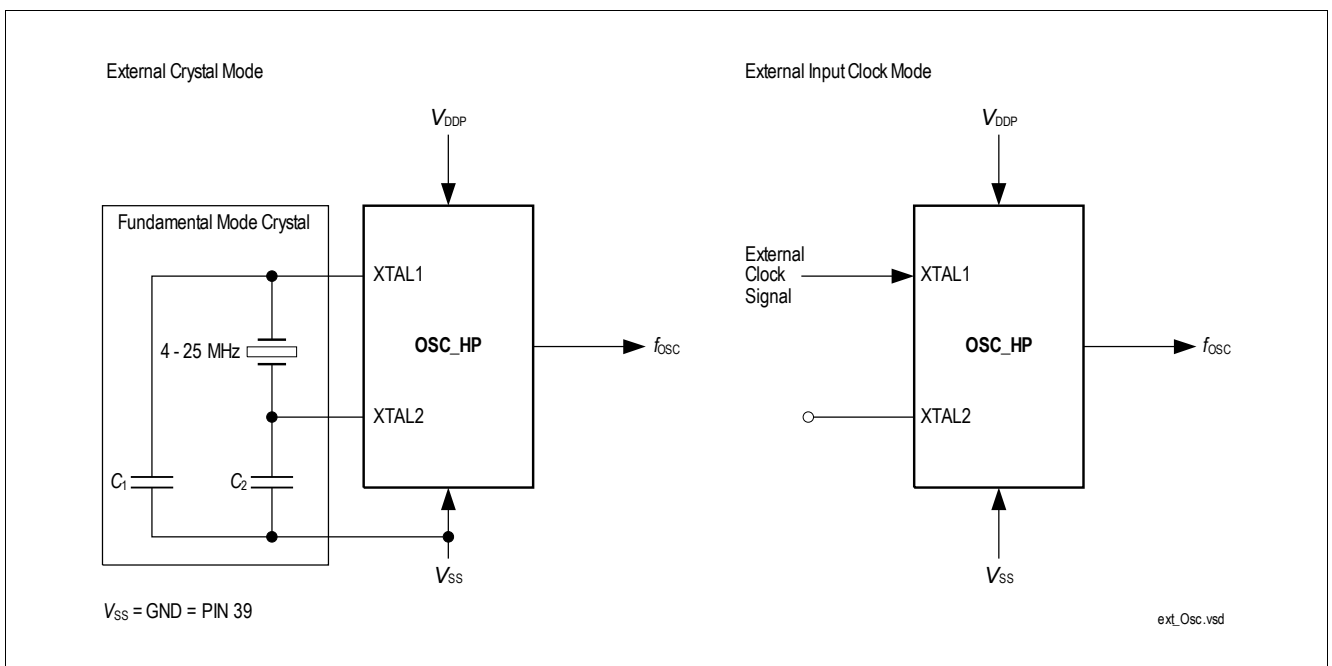 External Crystal Mode
VDDP
Fundamental Mode Crystal
XTAL1
4 - 25 MHz
OSC_HP
fOSC
XTAL2
C1
C2
VSS
VSS = GND = PIN 39
External Input Clock Mode
VDDP
External
Clock
Signal
XTAL1
OSC_HP
fOSC
XTAL2
VSS
ext_Osc.vsd